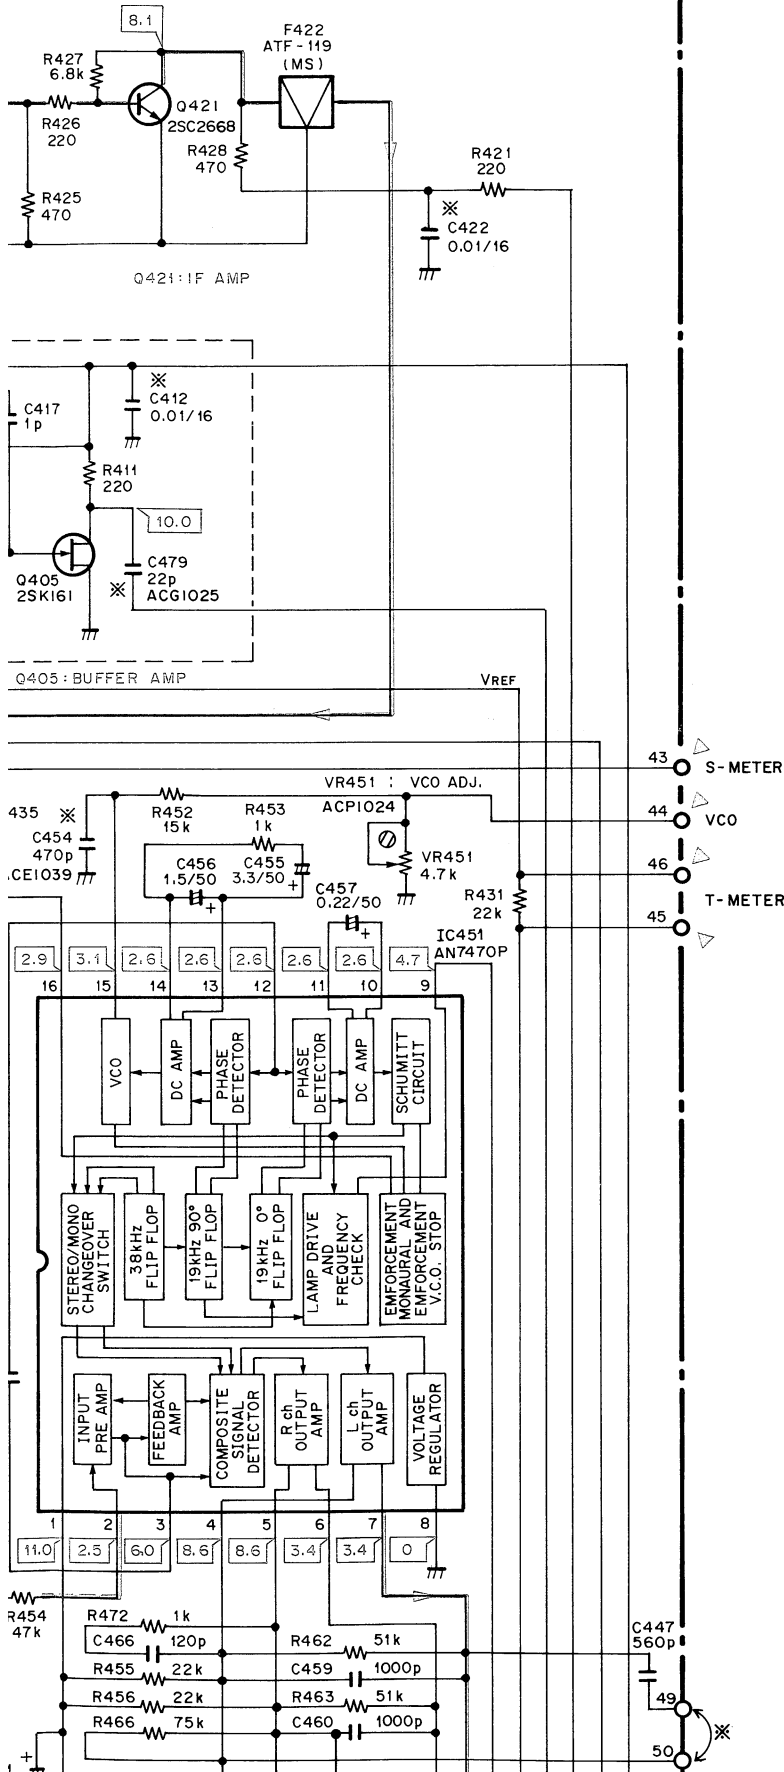 8.1
F422
ATF-119
(MS)
R427
6.8k
Q421
2SC2668
R426
220
R428
470
R421
220
R425
470
※
C422
0.01/16
Q421:IF AMP
※
C412
0.01/16
C417
1p
R411
220
10.0
Q405
2SK161
C479
22p
※ ACG1025
Q405:BUFFER AMP
VREF
43
S-METER
VR451 : VCO ADJ.
ACP1024
435 ※
C454
470p
CE1039
R452
15k
R453
1k
44
VCO
C456
1.5/50
+
C455
3.3/50
+
VR451
4.7k
46
C457
0.22/50
+
R431
22k
T-METER
45
IC451
AN7470P
2.9 3.1 2.6 2.6 2.6 2.6 2.6 4.7
16 15 14 13 12 11 10 9
VCO
DC AMP
PHASE
DETECTOR
PHASE
DETECTOR
DC AMP
SCHUMITT
CIRCUIT
STEREO/MONO
CHANGEOVER
SWITCH
38kHz
FLIP FLOP
19kHz 90°
FLIP FLOP
19kHz 0°
FLIP FLOP
LAMP DRIVE
AND
FREQUENCY
CHECK
EMFORCEMENT
MONAURAL AND
EMFORCEMENT
V.C.O. STOP
INPUT
PRE AMP
FEEDBACK
AMP
COMPOSITE
SIGNAL
DETECTOR
R ch
OUTPUT
AMP
L ch
OUTPUT
AMP
VOLTAGE
REGULATOR
1 2 3 4 5 6 7 8
11.0 2.5 6.0 8.6 8.6 3.4 3.4 0
R454
47k
R472 1k
C466 120p
R462 51k
C447
560p
R455 22k
C459 1000p
R456 22k
R463 51k
49
R466 75k
C460 1000p
※
50
+